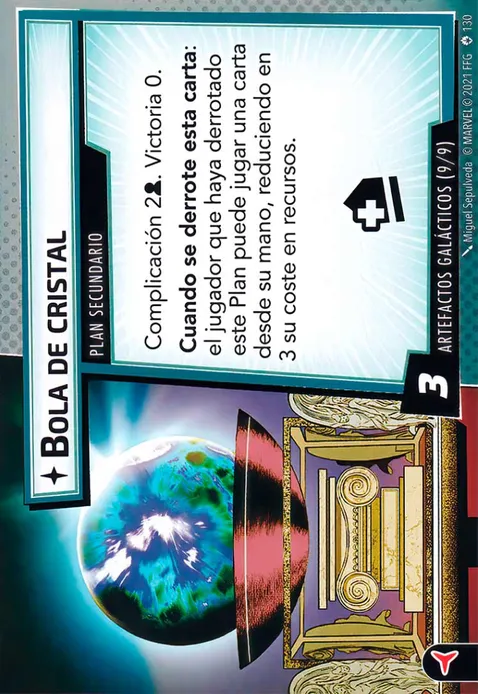 BOLA DE CRISTAL
PLAN SECUNDARIO
Complicación 2. Victoria 0.
Cuando se derrote esta carta:
el jugador que haya derrotado
este Plan puede jugar una carta
desde su mano, reduciendo en
3 su coste en recursos.
3
ARTEFACTOS GALÁCTICOS (9/9)
Miguel Sepulveda © MARVEL © 2021 FFG 130